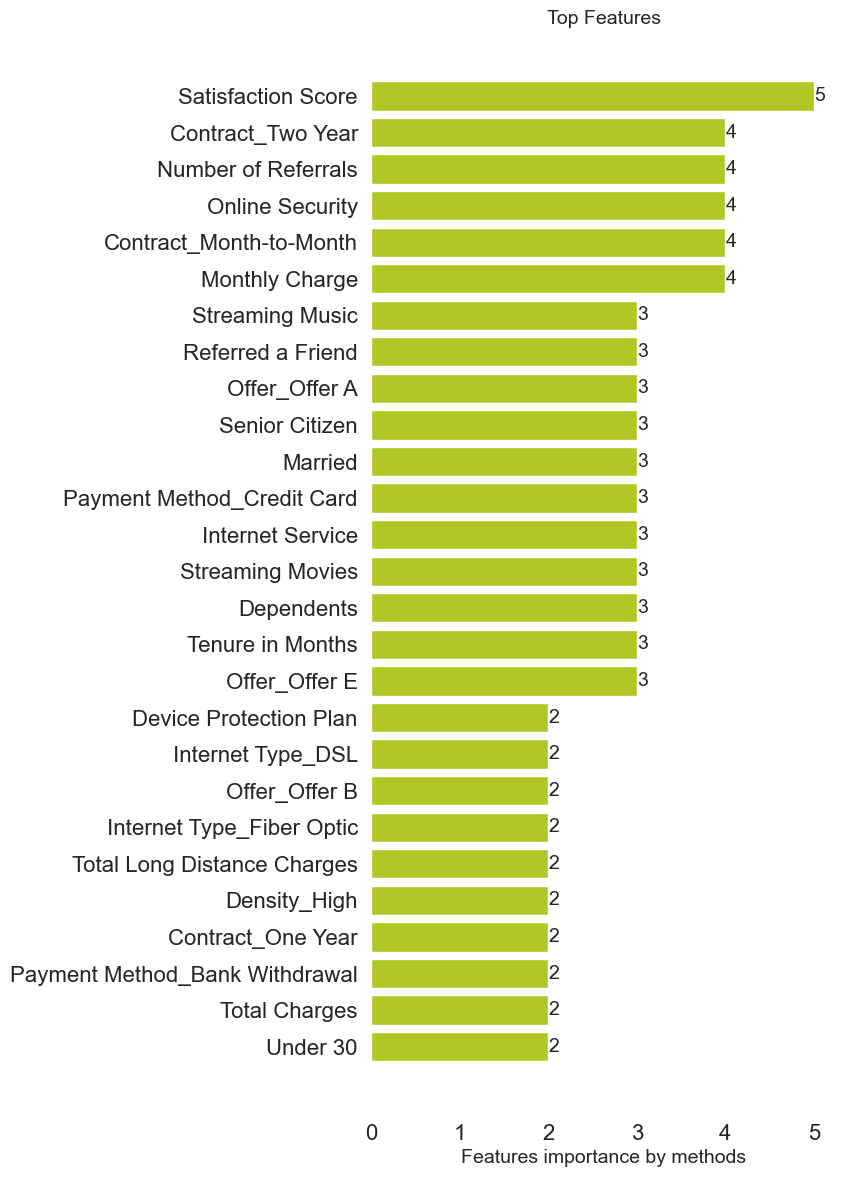 Top Features
Satisfaction Score 5
Contract_Two Year 4
Number of Referrals 4
Online Security 4
Contract_Month-to-Month 4
Monthly Charge 4
Streaming Music 3
Referred a Friend 3
Offer_Offer A 3
Senior Citizen 3
Married 3
Payment Method_Credit Card 3
Internet Service 3
Streaming Movies 3
Dependents 3
Tenure in Months 3
Offer_Offer E 3
Device Protection Plan 2
Internet Type_DSL 2
Offer_Offer B 2
Internet Type_Fiber Optic 2
Total Long Distance Charges 2
Density_High 2
Contract_One Year 2
Payment Method_Bank Withdrawal 2
Total Charges 2
Under 30 2
0 1 2 3 4 5
Features importance by methods